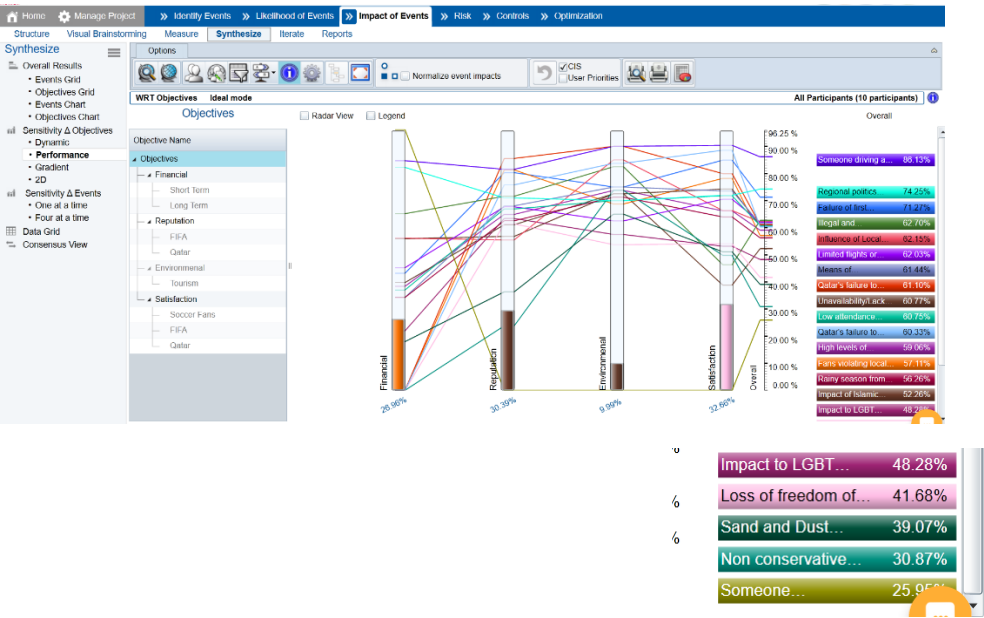 Home Manage Project » Identify Events » Likelihood of Events » Impact of Events » Risk » Controls » Optimization
Structure Visual Brainstorming Measure Synthesize Iterate Reports
Synthesize
Overall Results
• Events Grid
• Objectives Grid
• Events Chart
• Objectives Chart
Sensitivity Δ Objectives
• Dynamic
• Performance
• Gradient
• 2D
Sensitivity Δ Events
• One at a time
• Four at a time
Data Grid
Consensus View
Options
Normalize event impacts
CIS
User Priorities
WRT Objectives Ideal mode
All Participants (10 participants)
Objectives
Radar View Legend
Overall
Objective Name
Objectives
Financial
Short Term
Long Term
Reputation
FIFA
Qatar
Environmenal
Tourism
Satisfaction
Soccer Fans
FIFA
Qatar
Financial
26.96%
Reputation
30.39%
Environmenal
9.99%
Satisfaction
32.66%
Overall
96.25 %
90.00 %
80.00 %
70.00 %
60.00 %
50.00 %
40.00 %
30.00 %
20.00 %
10.00 %
0.00 %
Someone driving a... 86.13%
Regional politics... 74.25%
Failure of first... 71.27%
Illegal and... 62.70%
Influence of Local... 62.15%
Limited flights or... 62.03%
Means of... 61.44%
Qatar's failure to... 61.10%
Unavailability/Lack... 60.77%
Low attendance... 60.75%
Qatar's failure to... 60.33%
High levels of... 59.06%
Fans violating local... 57.11%
Rainy season from... 56.26%
Impact of Islamic... 52.26%
Impact to LGBT... 48.28%
Impact to LGBT... 48.28%
Loss of freedom of... 41.68%
Sand and Dust... 39.07%
Non conservative... 30.87%
Someone... 25.95%